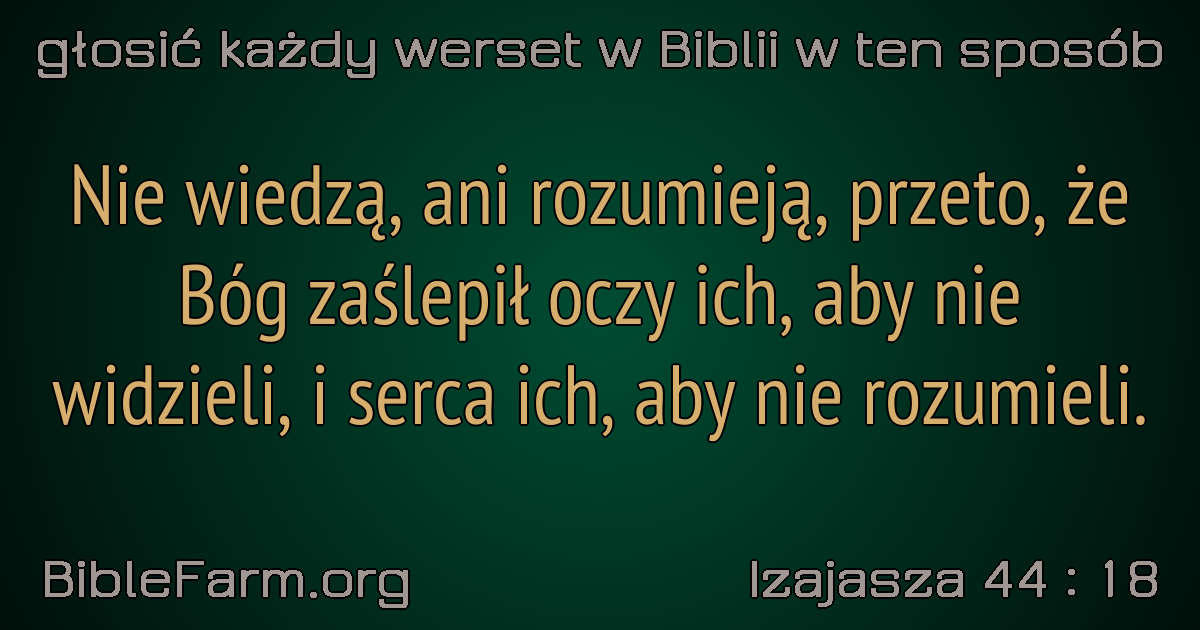 głosić każdy werset w Biblii w ten sposób
Nie wiedzą, ani rozumieją, przeto, że
Bóg zaślepił oczy ich, aby nie
widzieli, i serca ich, aby nie rozumieli.
BibleFarm.org
Izajasza 44 : 18